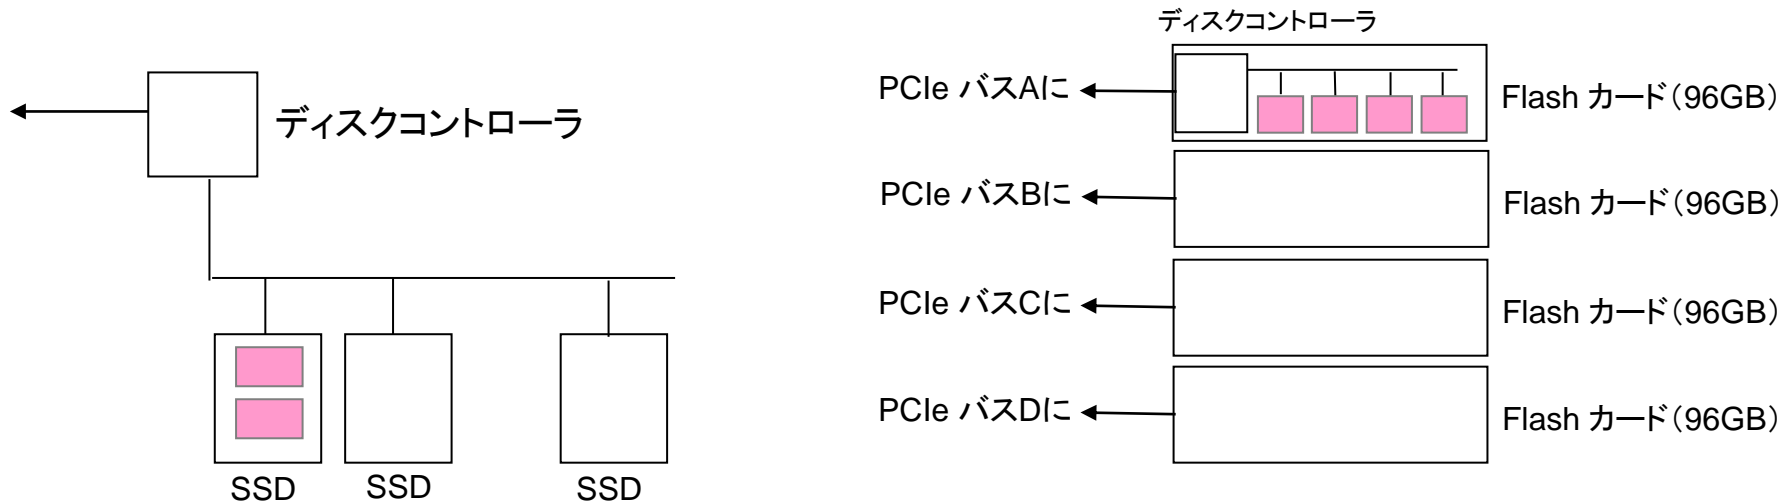 ディスクコントローラ
SSD
SSD
SSD
ディスクコントローラ
PCIe バスAに
Flash カード(96GB)
PCIe バスBに
Flash カード(96GB)
PCIe バスCに
Flash カード(96GB)
PCIe バスDに
Flash カード(96GB)